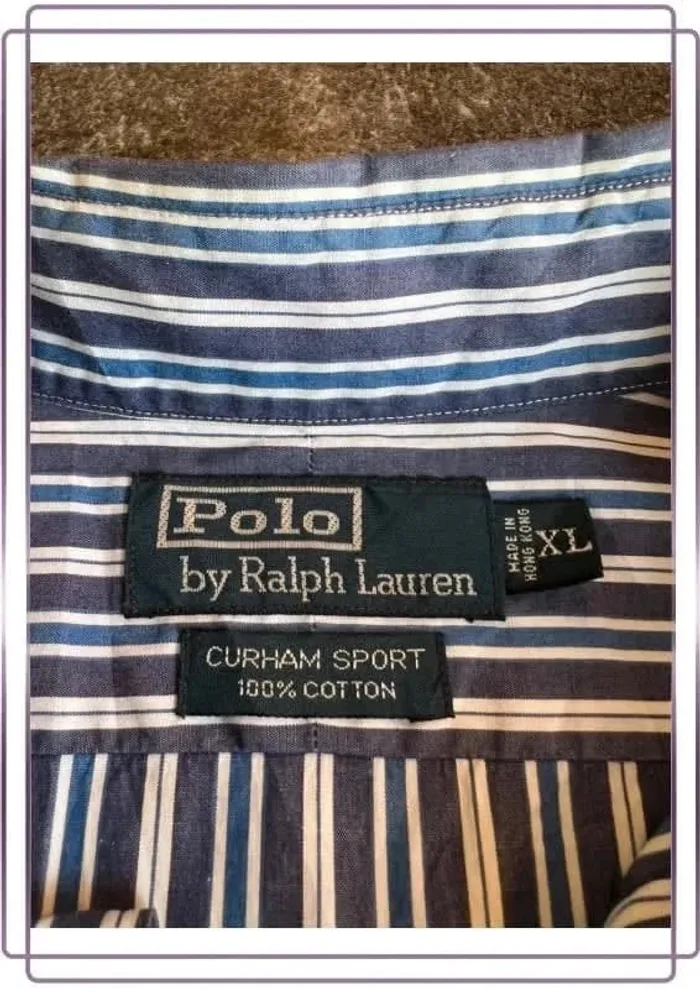 Polo
by Ralph Lauren
MADE IN
HONG KONG
XL
CURHAM SPORT
100% COTTON